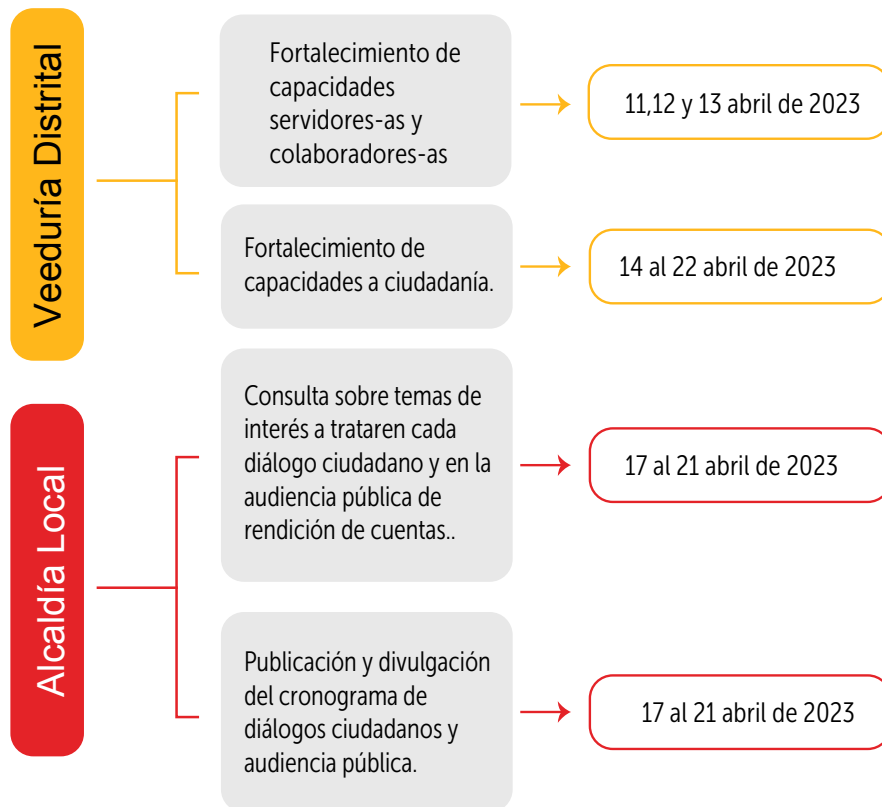 Veeduría Distrital
Fortalecimiento de
capacidades
servidores-as y
colaboradores-as
11,12 y 13 abril de 2023
Fortalecimiento de
capacidades a ciudadanía.
14 al 22 abril de 2023
Alcaldía Local
Consulta sobre temas de
interés a trataren cada
diálogo ciudadano y en la
audiencia pública de
rendición de cuentas..
17 al 21 abril de 2023
Publicación y divulgación
del cronograma de
diálogos ciudadanos y
audiencia pública.
17 al 21 abril de 2023